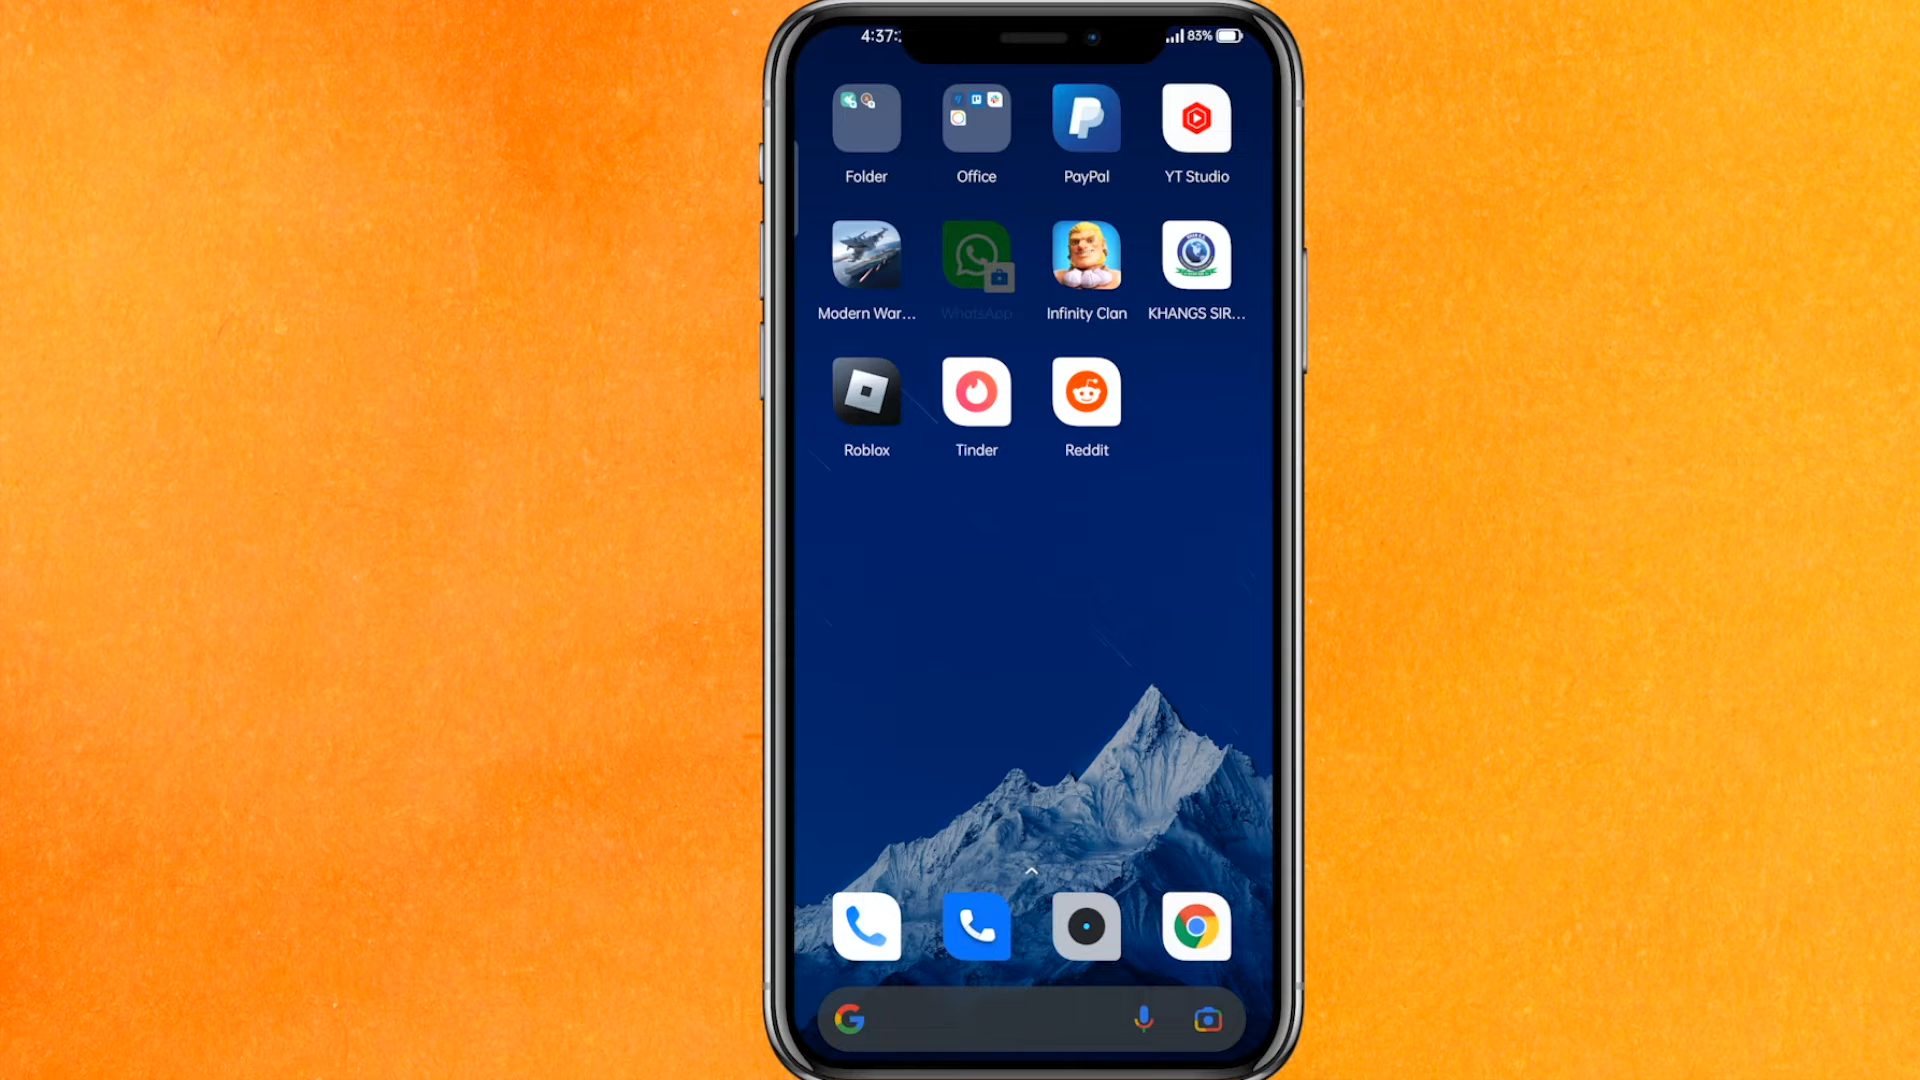 4:37:
83%
Folder
Office
PayPal
YT Studio
Modern War...
WhatsApp
Infinity Clan
KHANGS SIR...
Roblox
Tinder
Reddit